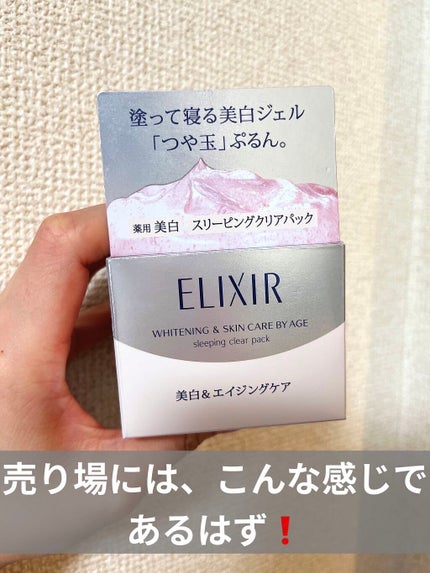 塗って寝る美白ジェル
「つや玉」ぷるん。
薬用 美白 スリーピングクリアパック
ELIXIR
WHITENING & SKIN CARE BY AGE
sleeping clear pack
美白&エイジングケア
売り場には、こんな感じで
あるはず❗